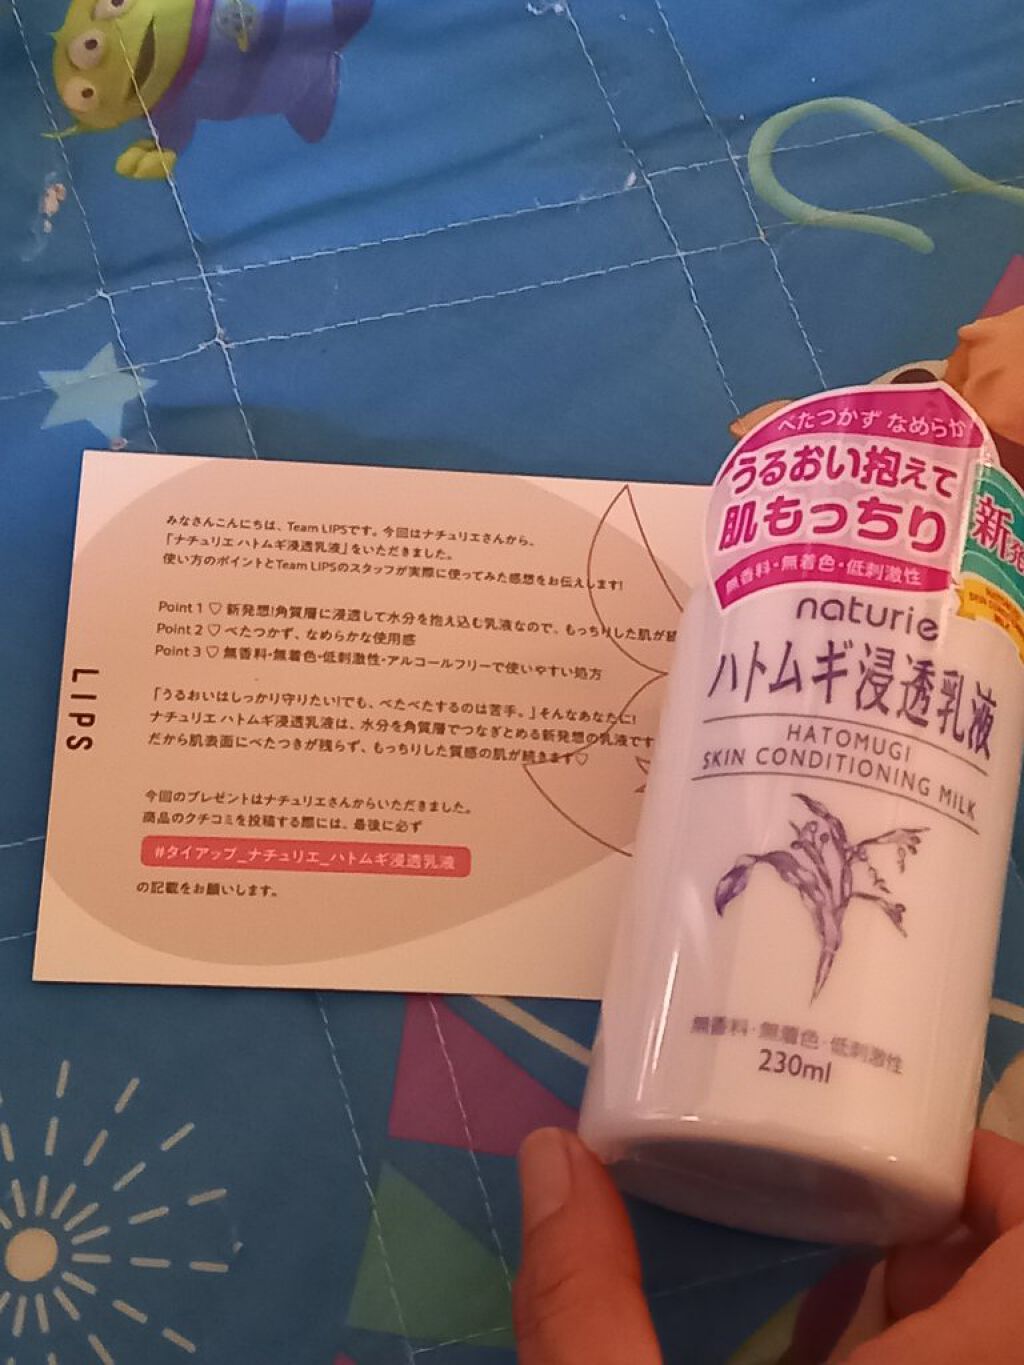 LIPS
みなさんこんにちは、Team LIPSです。今回はナチュリエさんから、
「ナチュリエ ハトムギ浸透乳液」をいただきました。
使い方のポイントとTeam LIPSのスタッフが実際に使ってみた感想をお伝えします!
Point 1 ♡ 新発想!角質層に浸透して水分を抱え込む乳液なので、もっちりした肌が
Point 2 ♡ べたつかず、なめらかな使用感
Point 3 ♡ 無香料・無着色・低刺激性・アルコールフリーで使いやすい処方
「うるおいはしっかり守りたい!でも、べたべたするのは苦手。」そんなあなたに!
ナチュリエ ハトムギ浸透乳液は、水分を角質層でつなぎとめる新発想の乳液です
だから肌表面にべたつきが残らず、もっちりした質感の肌が続きます♡
今回のプレゼントはナチュリエさんからいただきました。
商品のクチコミを投稿する際には、最後に必ず
#タイアップ_ナチュリエ_ハトムギ浸透乳液
の記載をお願いします。
べたつかず なめらか
うるおい抱えて
肌もっちり
無香料・無着色・低刺激性
新発
naturie
ハトムギ浸透乳液
HATOMUGI
SKIN CONDITIONING MILK
無香料・無着色・低刺激性
230ml